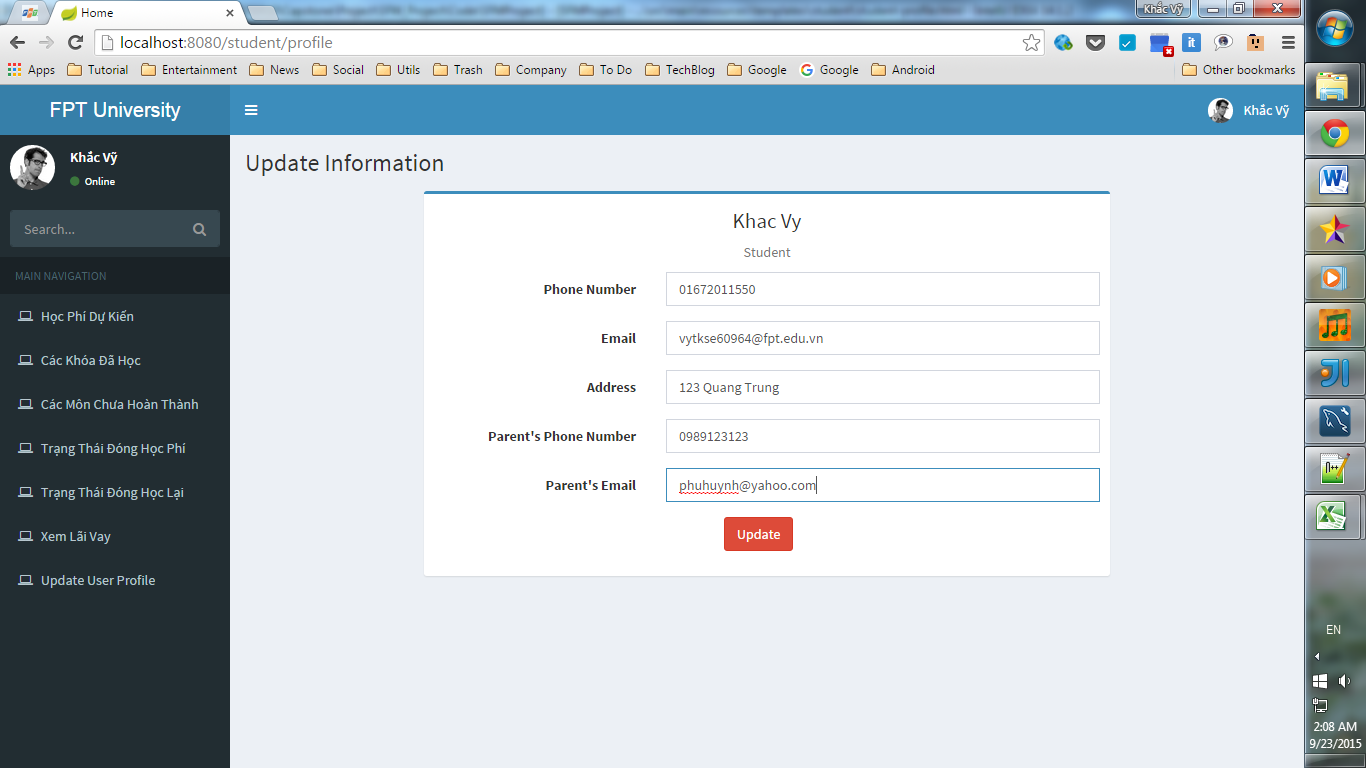 Khắc Vỹ
Home
localhost:8080/student/profile
Apps Tutorial Entertainment News Social Utils Trash Company To Do TechBlog Google Google Android Other bookmarks
FPT University
Khắc Vỹ
Khắc Vỹ
Online
Search...
MAIN NAVIGATION
Học Phí Dự Kiến
Các Khóa Đã Học
Các Môn Chưa Hoàn Thành
Trạng Thái Đóng Học Phí
Trạng Thái Đóng Học Lại
Xem Lãi Vay
Update User Profile
Update Information
Khac Vy
Student
Phone Number 01672011550
Email vytkse60964@fpt.edu.vn
Address 123 Quang Trung
Parent's Phone Number 0989123123
Parent's Email phuhuynh@yahoo.com
Update
EN
2:08 AM
9/23/2015